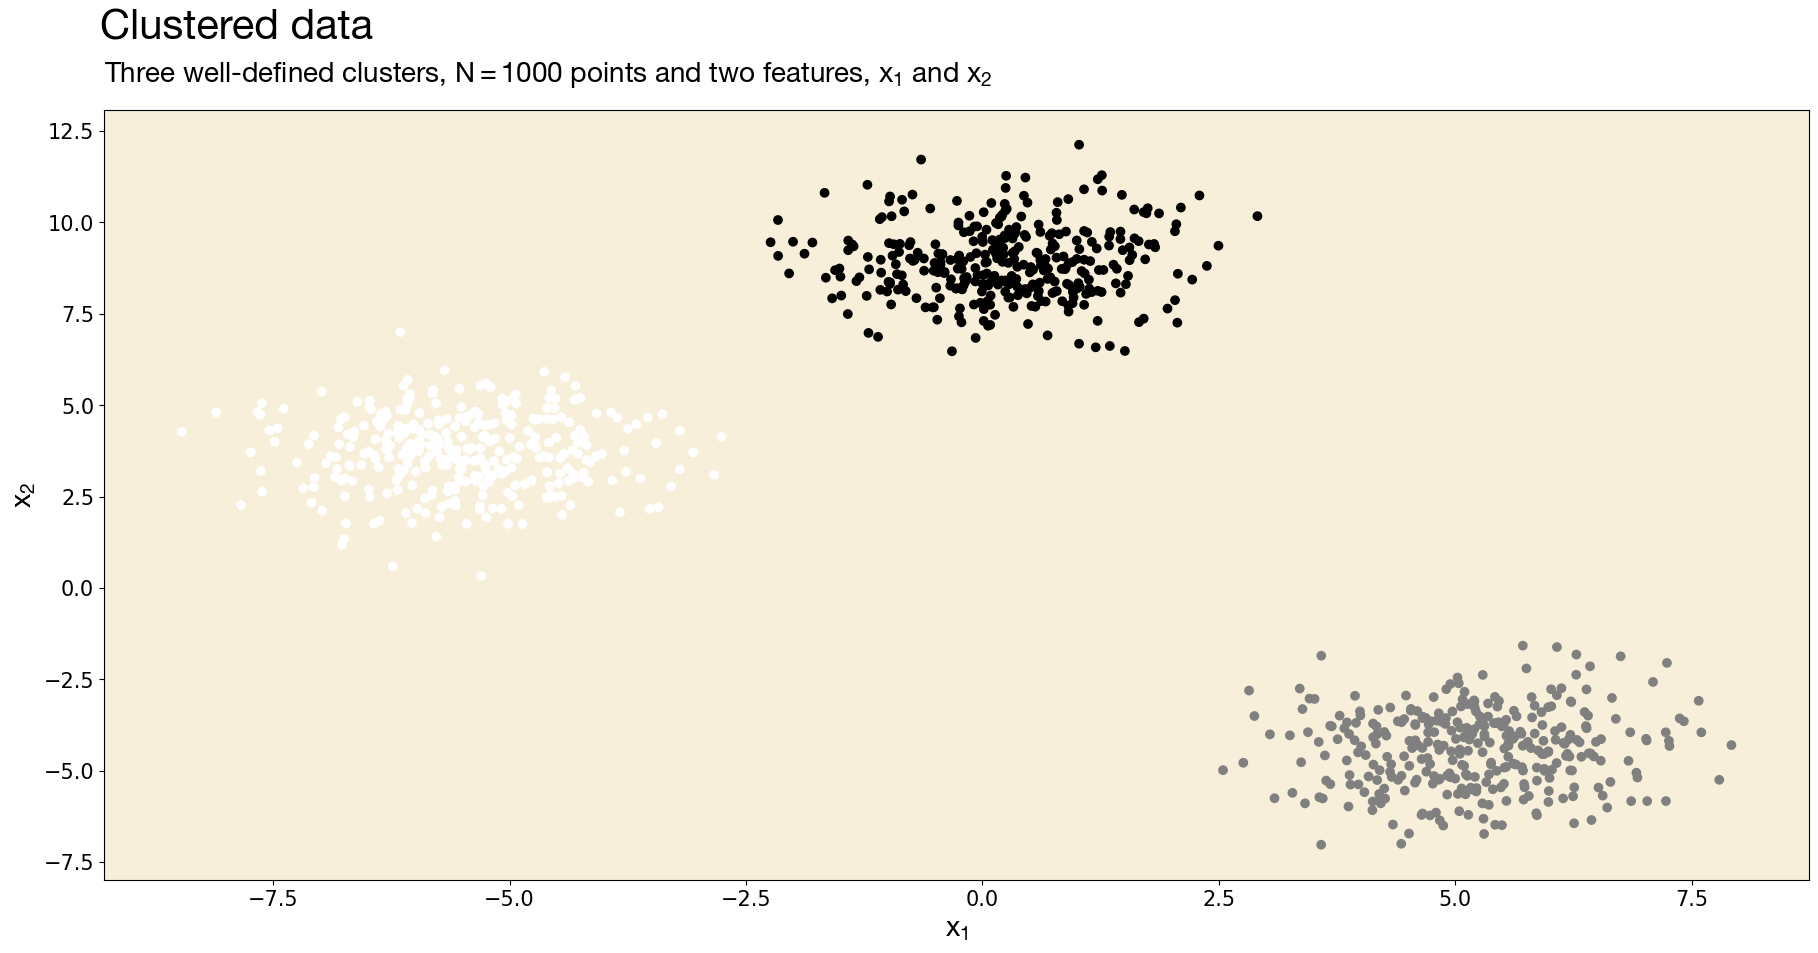 Clustered data
Three well-defined clusters, N = 1000 points and two features, x₁ and x₂
12.5
10.0
7.5
5.0
2.5
0.0
−2.5
−5.0
−7.5
x₂
−7.5 −5.0 −2.5 0.0 2.5 5.0 7.5
x₁